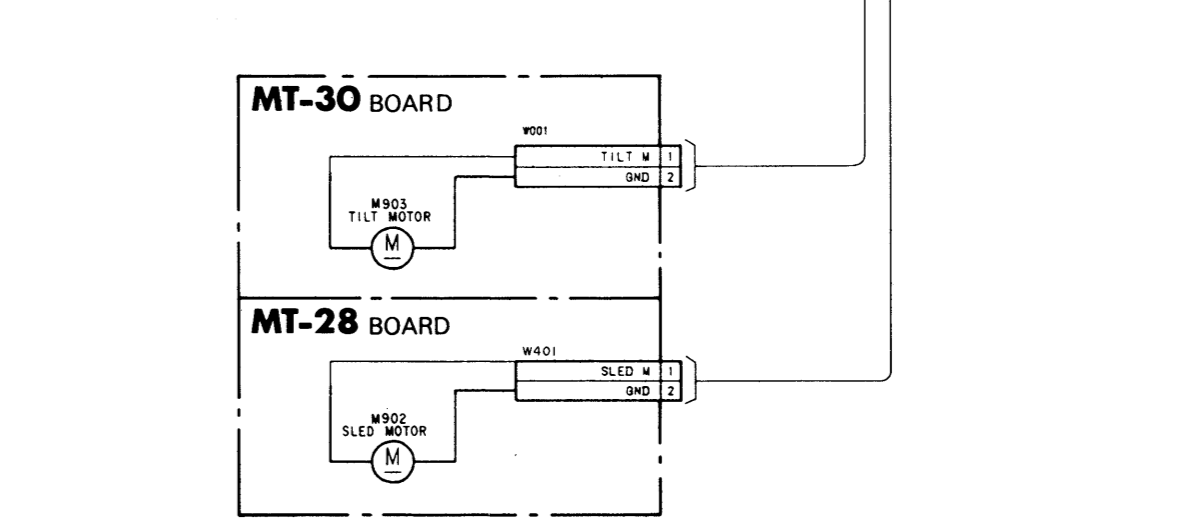 MT-30 BOARD
W001
TILT M 1
GND 2
M903
TILT MOTOR
M
MT-28 BOARD
W401
SLED M 1
GND 2
M902
SLED MOTOR
M